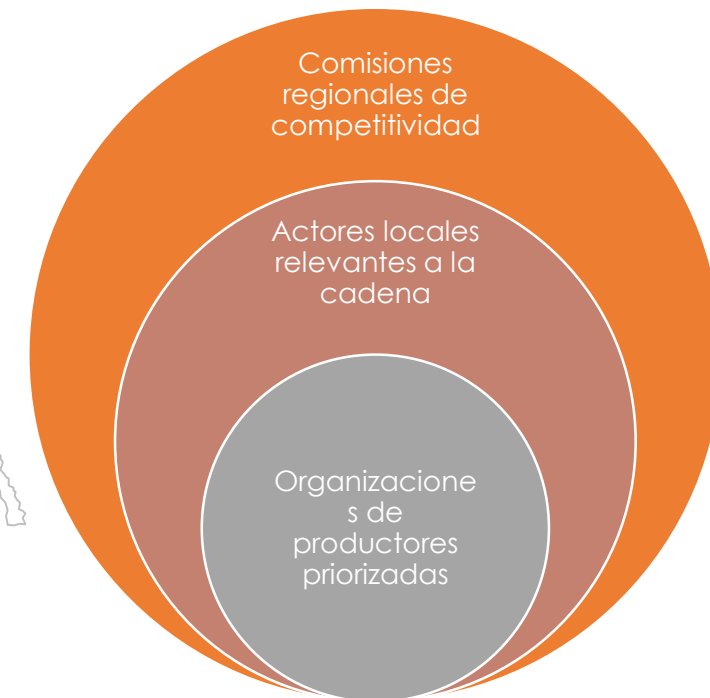 Comisiones
regionales de
competitividad
Actores locales
relevantes a la
cadena
Organizacione
s de
productores
priorizadas